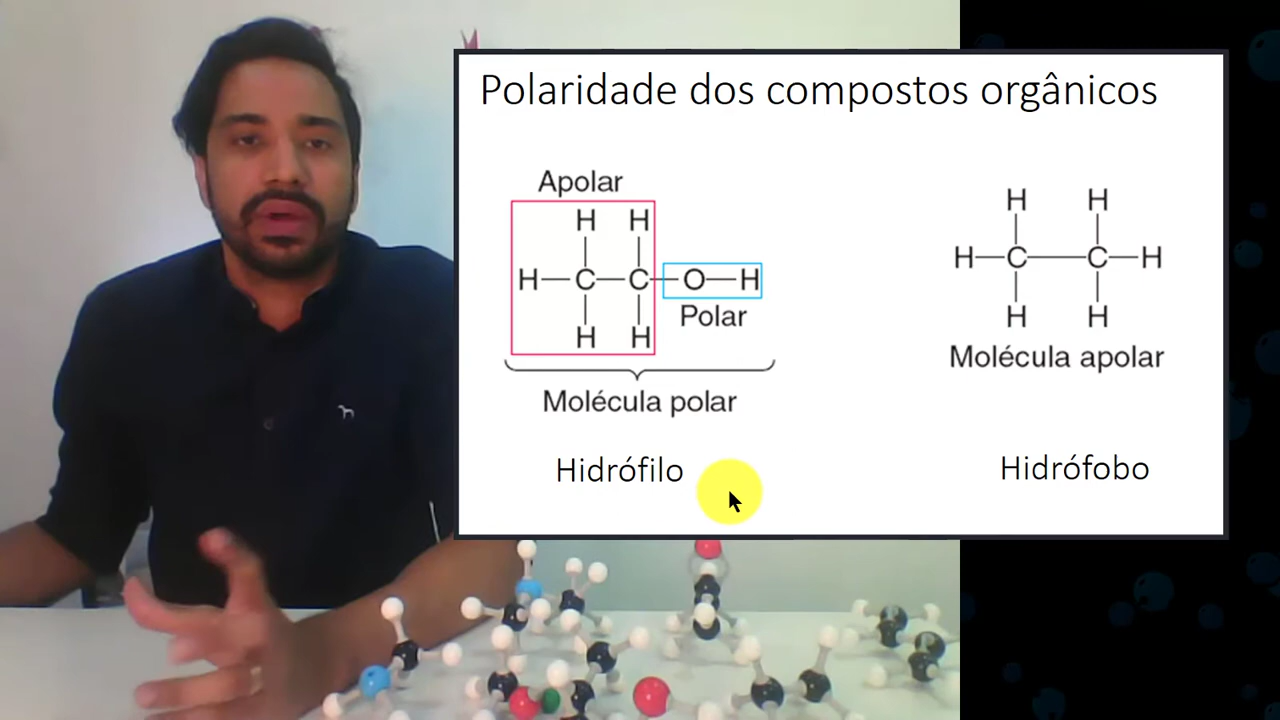 Polaridade dos compostos orgânicos
Apolar
H H
H C C O H
H H
Polar
Molécula polar
Hidrófilo
H H
H C C H
H H
Molécula apolar
Hidrófobo